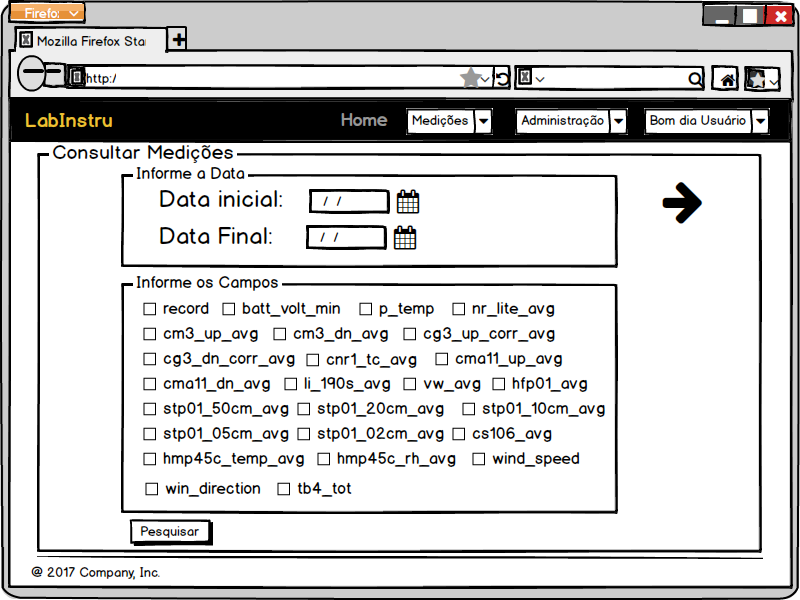 Firefo:
Mozilla Firefox Star
http:/
LabInstru Home Medições Administração Bom dia Usuário
Consultar Medições
Informe a Data
Data inicial: / /
Data Final: / /
Informe os Campos
record batt_volt_min p_temp nr_lite_avg
cm3_up_avg cm3_dn_avg cg3_up_corr_avg
cg3_dn_corr_avg cnr1_tc_avg cma11_up_avg
cma11_dn_avg li_190s_avg vw_avg hfp01_avg
stp01_50cm_avg stp01_20cm_avg stp01_10cm_avg
stp01_05cm_avg stp01_02cm_avg cs106_avg
hmp45c_temp_avg hmp45c_rh_avg wind_speed
win_direction tb4_tot
Pesquisar
@ 2017 Company, Inc.